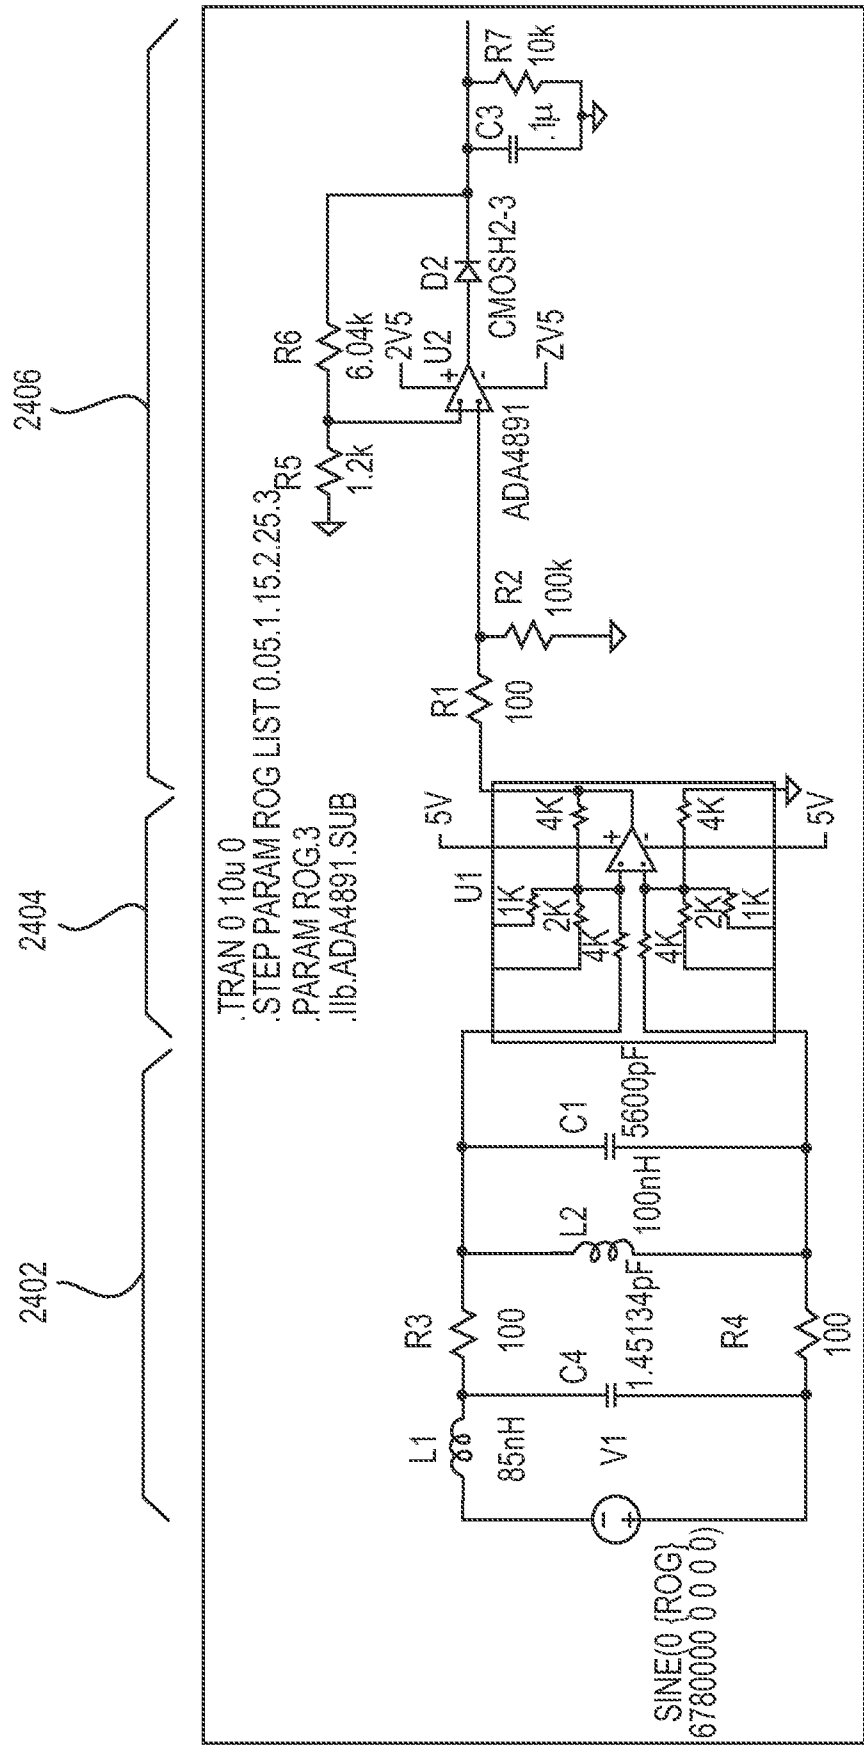 2402
2404
2406
.TRAN 0 10u 0
.STEP PARAM ROG LIST 0.05.1.15.2.25.3
.PARAM ROG.3
.IIb.ADA4891.SUB
SINE(0 {ROG}
6780000 0 0 0 0)
V1
L1
85nH
C4
1.45134pF
R3
100
R4
100
L2
100nH
C1
5600pF
U1
5V
1K
2K
4K
4K
4K
4K
2K
1K
5V
R1
100
R2
100k
R5
1.2k
R6
6.04k
2V5
U2
ADA4891
ZV5
D2
CMOSH2-3
C3
.1µ
R7
10k